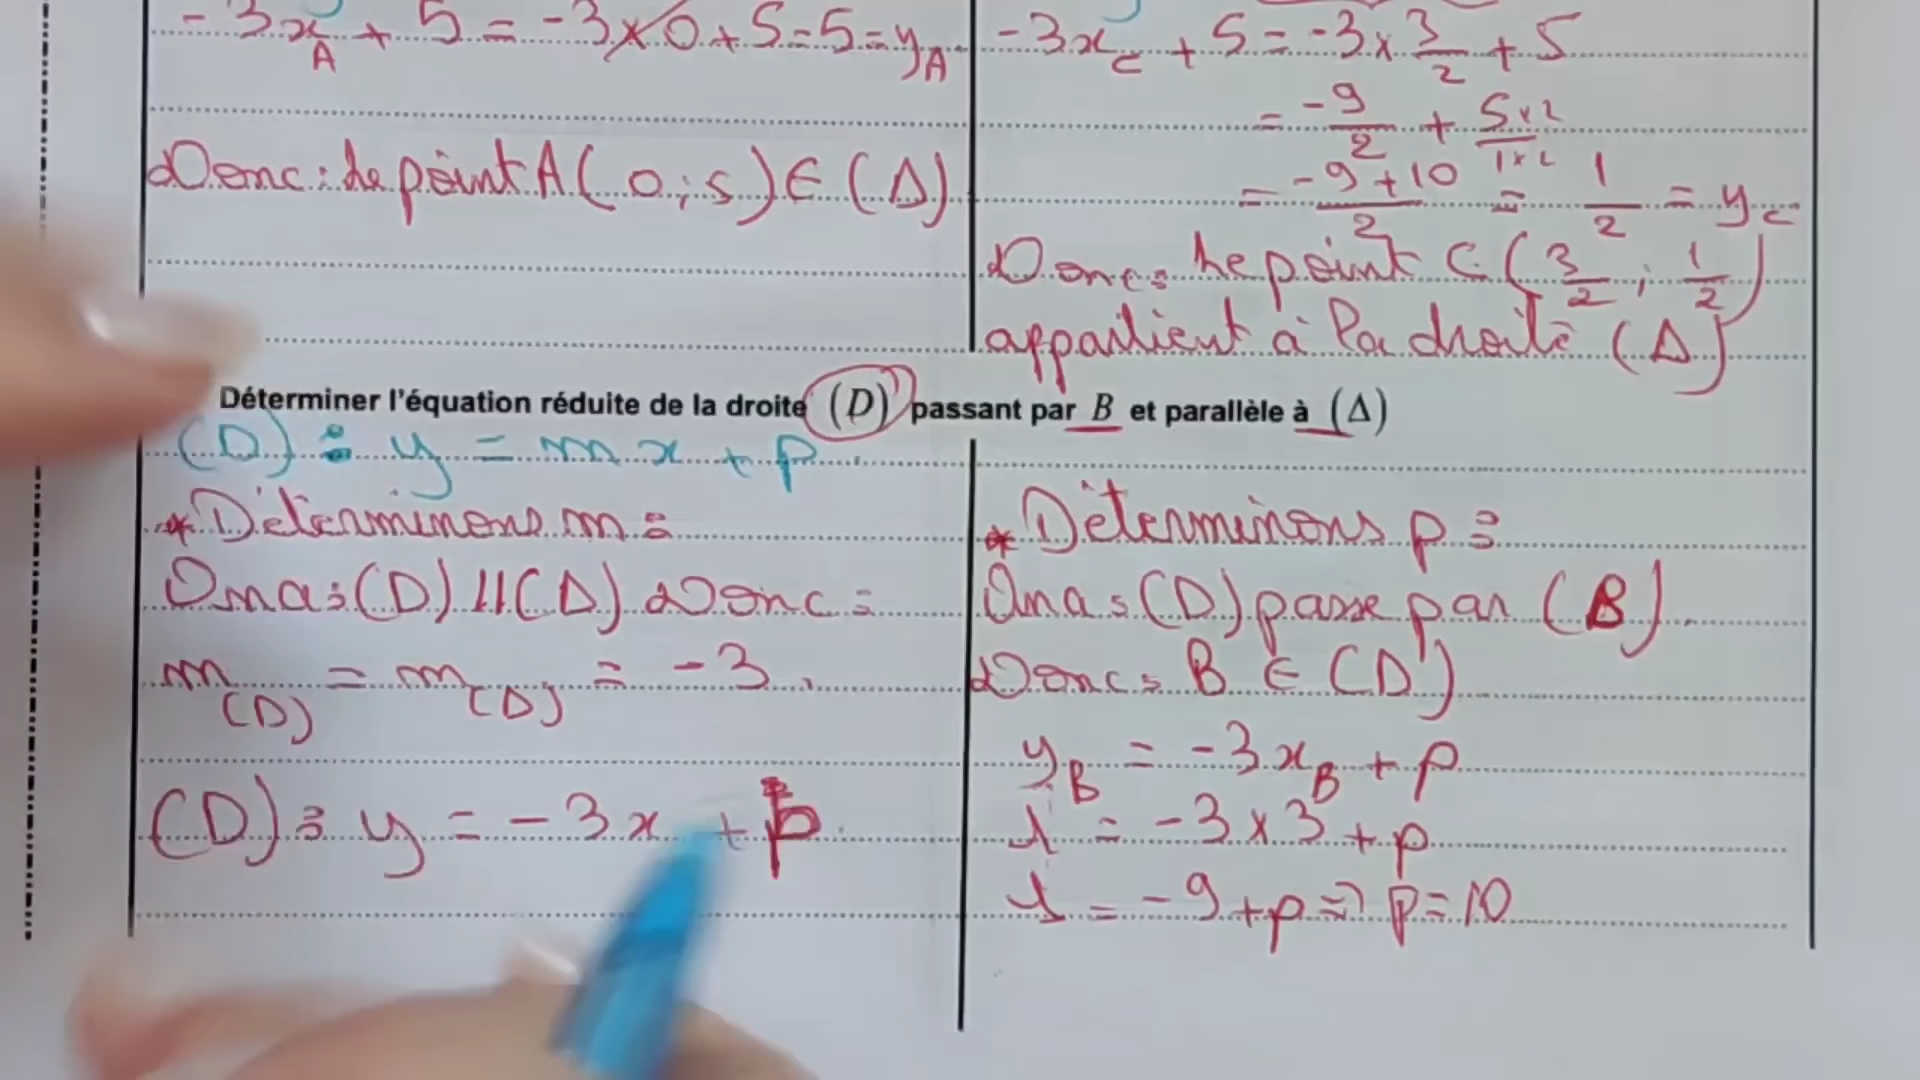 -3x_A + 5 = -3×0+5=5=y_A
Donc: le point A(0;5)∈(Δ)
-3x_C + 5 = -3×3/2 + 5
= -9/2 + 5×2/1×2
= -9+10/2 = 1/2 = y_C
Donc: le point C(3/2;1/2)
appartient à la droite (Δ)
Déterminer l'équation réduite de la droite (D) passant par B et parallèle à (Δ)
(D) : y = mx + p.
* Déterminons m :
On a : (D) // (Δ) Donc :
m_(D) = m_(Δ) = -3.
(D) : y = -3x + p.
* Déterminons p :
On a : (D) passe par (B).
Donc : B ∈ (D)
y_B = -3x_B + p
1 = -3×3 + p
1 = -9 + p => p = 10